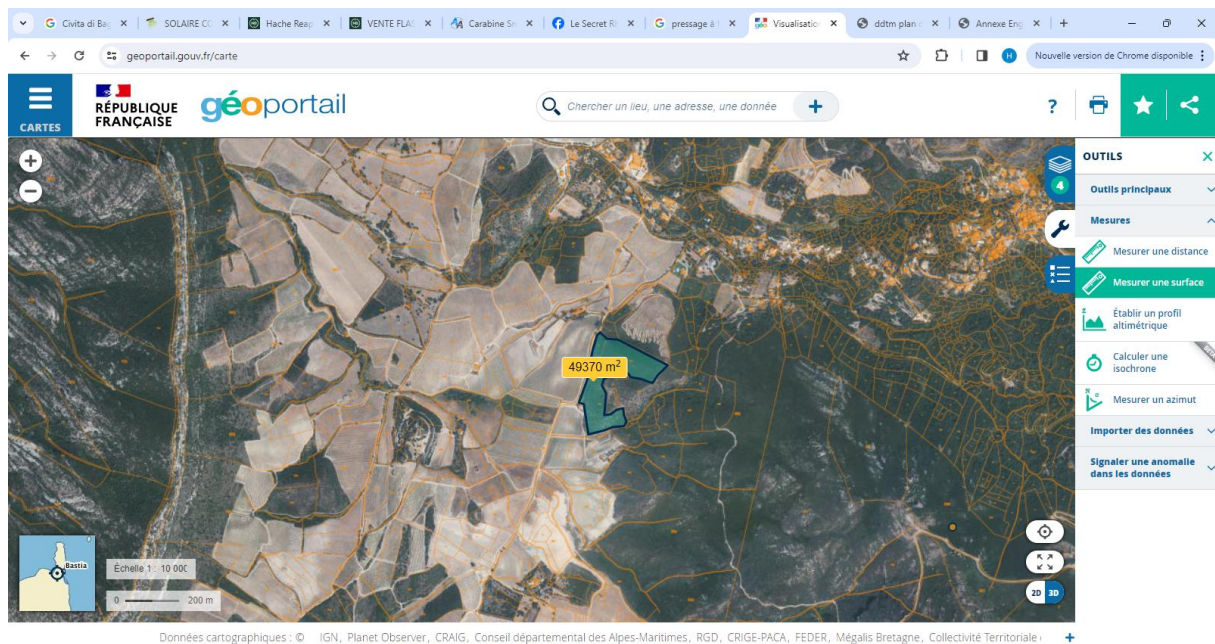 Civita di Bag
SOLAIRE CO
Hache Reap
VENTE FLAS
Carabine Sn
Le Secret Rh
pressage à f
Visualisation
ddtm plan c
Annexe Eng
geoportail.gouv.fr/carte
Nouvelle version de Chrome disponible
CARTES
RÉPUBLIQUE
FRANÇAISE
géoportail
Chercher un lieu, une adresse, une donnée
?
OUTILS
4
Outils principaux
Mesures
Mesurer une distance
Mesurer une surface
Établir un profil
altimétrique
Calculer une
isochrone
Mesurer un azimut
Importer des données
Signaler une anomalie
dans les données
49370 m²
Bastia
Échelle 1 : 10 000
0 200 m
2D 3D
Données cartographiques : © IGN, Planet Observer, CRAIG, Conseil départemental des Alpes-Maritimes, RGD, CRIGE-PACA, FEDER, Mégalis Bretagne, Collectivité Territoriale